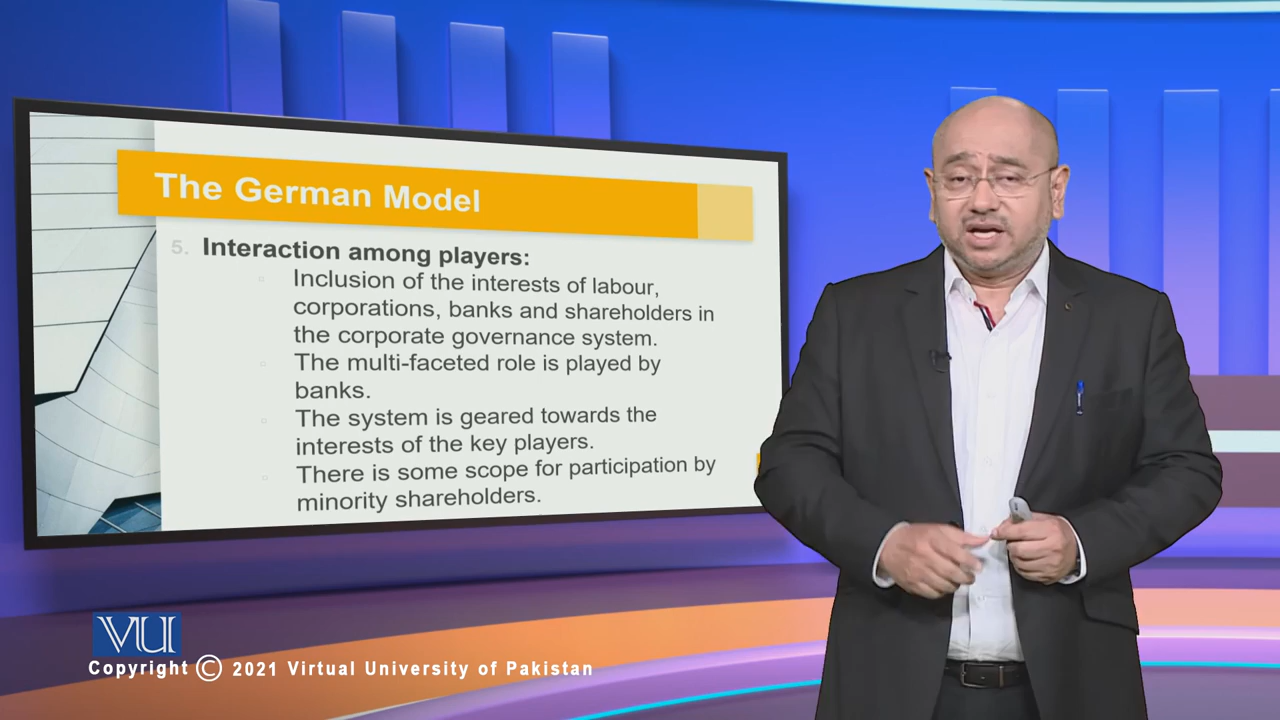 The German Model
5. Interaction among players:
Inclusion of the interests of labour,
corporations, banks and shareholders in
the corporate governance system.
The multi-faceted role is played by
banks.
The system is geared towards the
interests of the key players.
There is some scope for participation by
minority shareholders.
VU
Copyright © 2021 Virtual University of Pakistan